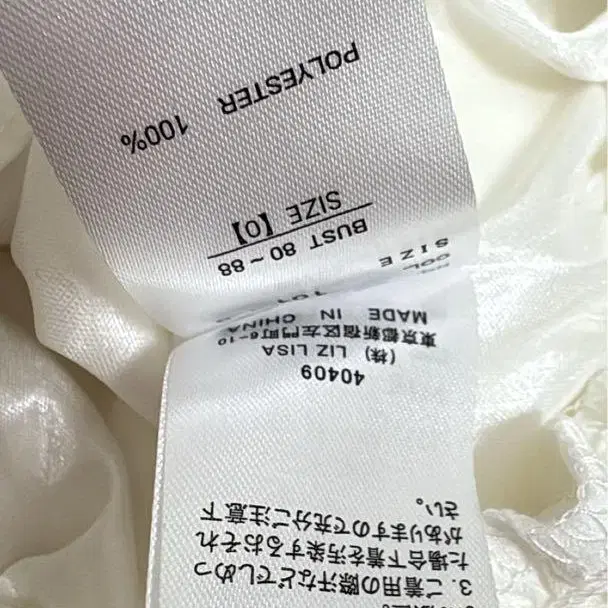 3. ご着用の際汗などでしめっ
た場合下着を汚染するおそれ
がありますので充分ご注意下
さい。
40409
(株) LIZ LISA
東京都新宿区左門町6-10
MADE IN CHINA
COL
SIZE
BUST 80~88
SIZE【0】
POLYESTER 100%